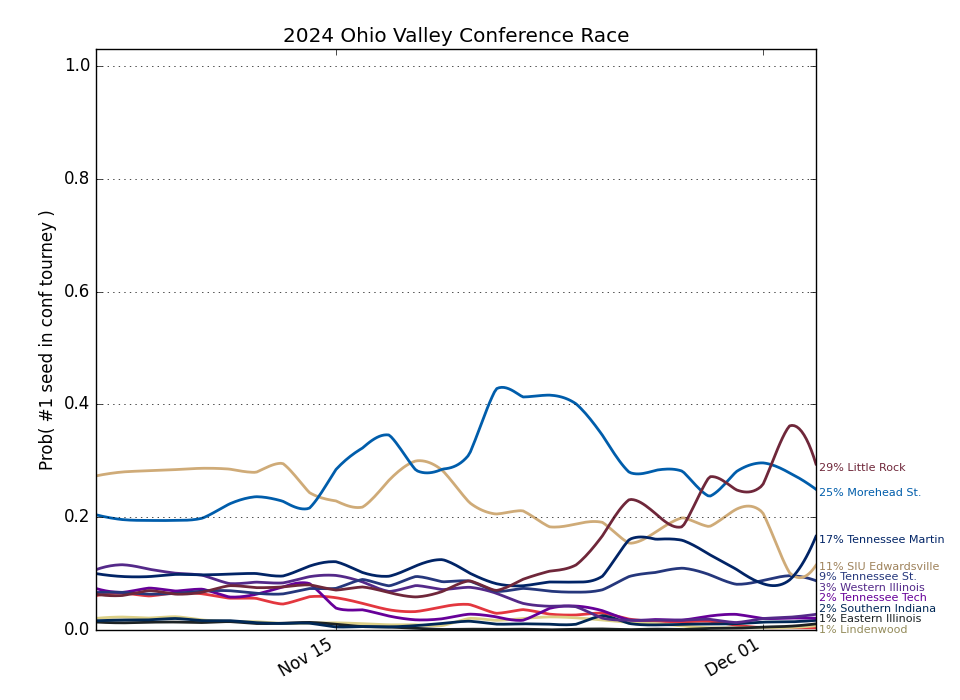 2024 Ohio Valley Conference Race
Prob( #1 seed in conf tourney )
1.0
0.8
0.6
0.4
0.2
0.0
Nov 15
Dec 01
29% Little Rock
25% Morehead St.
17% Tennessee Martin
11% SIU Edwardsville
9% Tennessee St.
3% Western Illinois
2% Tennessee Tech
2% Southern Indiana
1% Eastern Illinois
1% Lindenwood